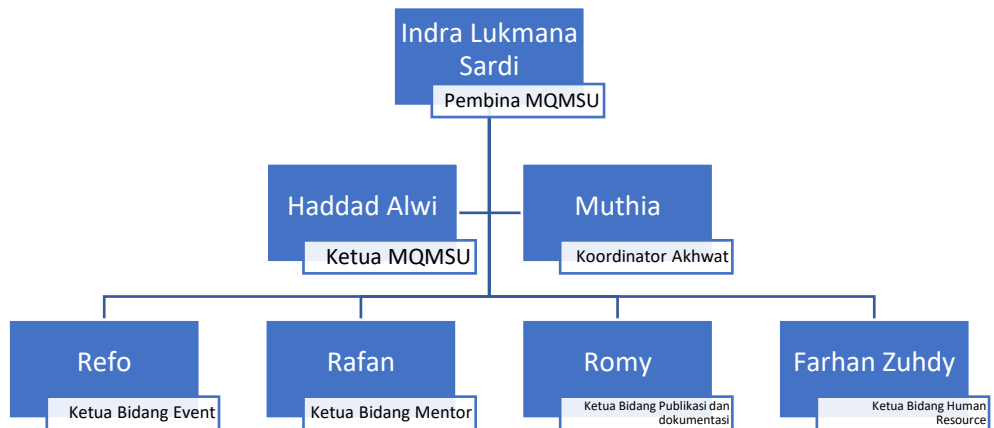 Indra Lukmana
Sardi
Pembina MQMSU
Haddad Alwi
Ketua MQMSU
Muthia
Koordinator Akhwat
Refo
Ketua Bidang Event
Rafan
Ketua Bidang Mentor
Romy
Ketua Bidang Publikasi dan
dokumentasi
Farhan Zuhdy
Ketua Bidang Human
Resource